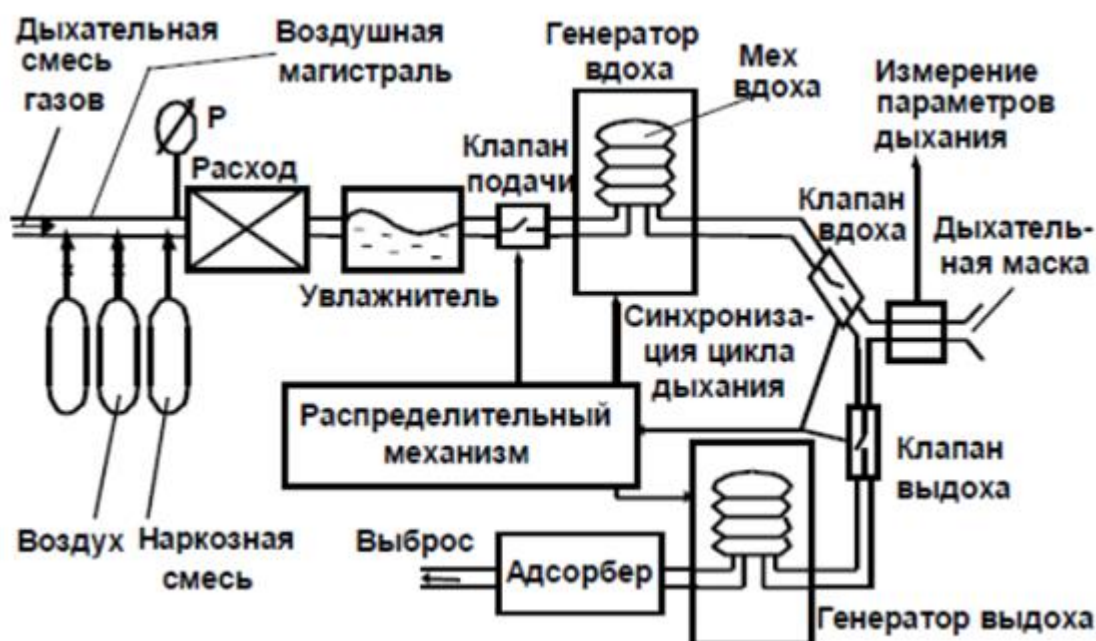 Дыхательная
смесь
газов
Воздушная
магистраль
Р
Расход
Увлажнитель
Клапан
подачи
Генератор
вдоха
Мех
вдоха
Измерение
параметров
дыхания
Клапан
вдоха
Дыхатель-
ная маска
Синхрониза-
ция цикла
дыхания
Распределительный
механизм
Клапан
выдоха
Воздух
Наркозная
смесь
Выброс
Адсорбер
Генератор выдоха